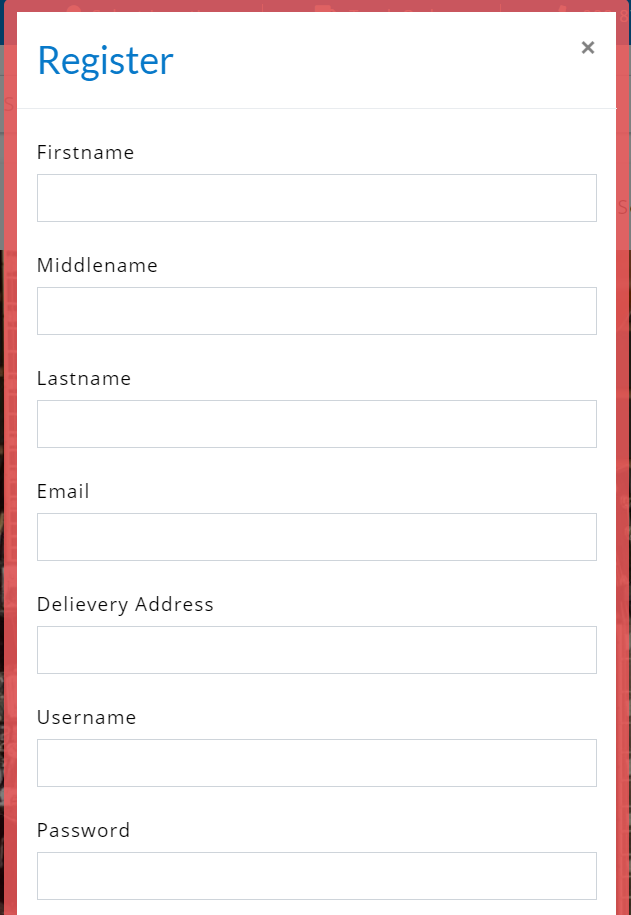 Register
×
Firstname
Middlename
Lastname
Email
Delievery Address
Username
Password